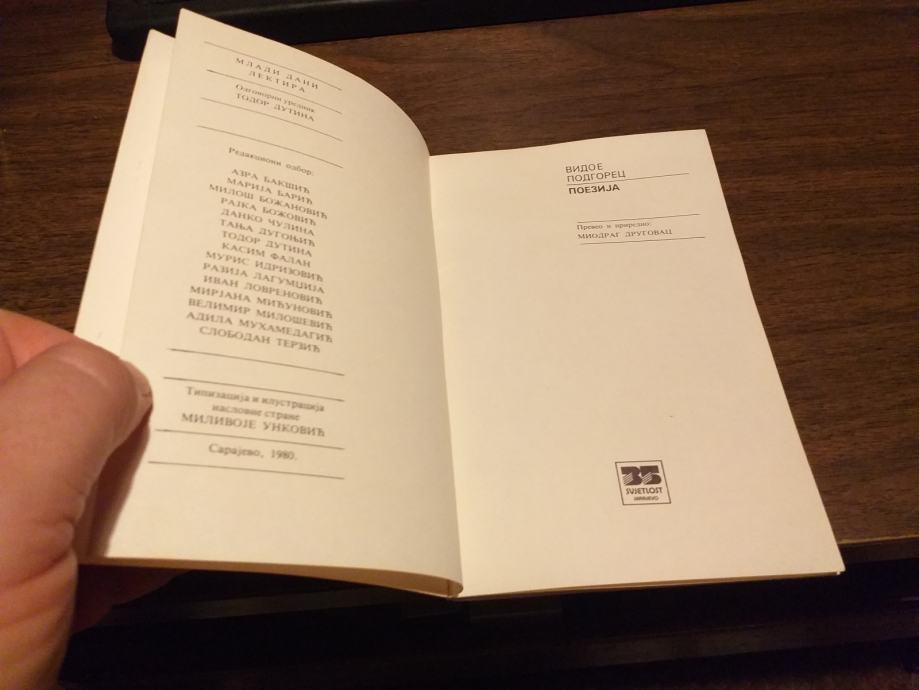 МЛАДИ ДАНИ
ЛЕКТИРА
Одговорни уредник
ТОДОР ДУТИНА
Редакциони одбор:
АЗРА БАКШИЋ
МАРИЈА БАРИЋ
МИЛОШ БОЖАНОВИЋ
РАЈКА БОЖОВИЋ
ДАНКО ЧУЛИНА
ТАЊА ДУГОЊИЋ
ТОДОР ДУТИНА
КАСИМ ФАЛАН
МУРИС ИДРИЗОВИЋ
РАЗИЈА ЛАГУМЏИЈА
ИВАН ЛОВРЕНОВИЋ
МИРЈАНА МИЋУНОВИЋ
ВЕЛИМИР МИЛОШЕВИЋ
АДИЛА МУХАМЕДАГИЋ
СЛОБОДАН ТЕРЗИЋ
Типизација и илустрација
насловне стране
МИЛИВОЈЕ УНКОВИЋ
Сарајево, 1980.
ВИДОЕ
ПОДГОРЕЦ
ПОЕЗИЈА
Превео и приредио:
МИОДРАГ ДРУГОВАЦ
35
SVJETLOST
SARAJEVO